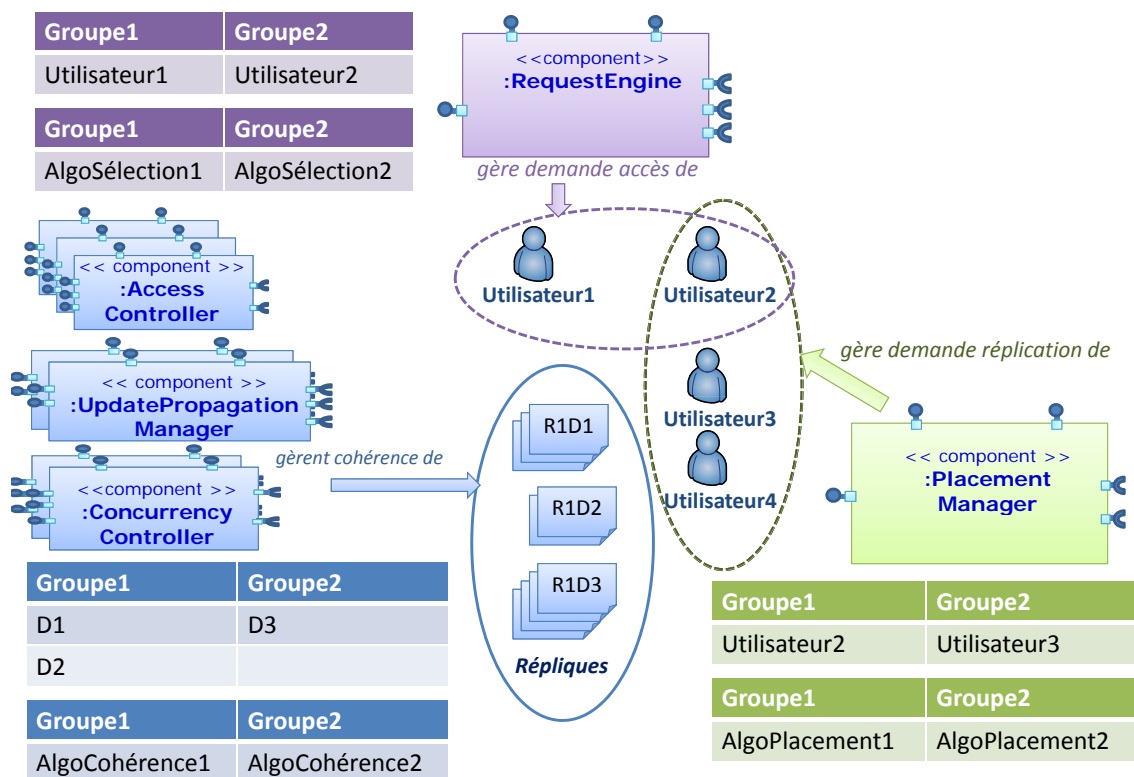 Groupe1 Groupe2
Utilisateur1 Utilisateur2
Groupe1 Groupe2
AlgoSélection1 AlgoSélection2
<<component>>
:RequestEngine
gère demande accès de
Utilisateur1
Utilisateur2
Utilisateur3
Utilisateur4
<< component >>
:Access
Controller
<< component >>
:UpdatePropagation
Manager
<<component >>
:Concurrency
Controller
gèrent cohérence de
R1D1
R1D2
R1D3
Répliques
gère demande réplication de
<< component >>
:Placement
Manager
Groupe1 Groupe2
D1 D3
D2
Groupe1 Groupe2
AlgoCohérence1 AlgoCohérence2
Groupe1 Groupe2
Utilisateur2 Utilisateur3
Groupe1 Groupe2
AlgoPlacement1 AlgoPlacement2